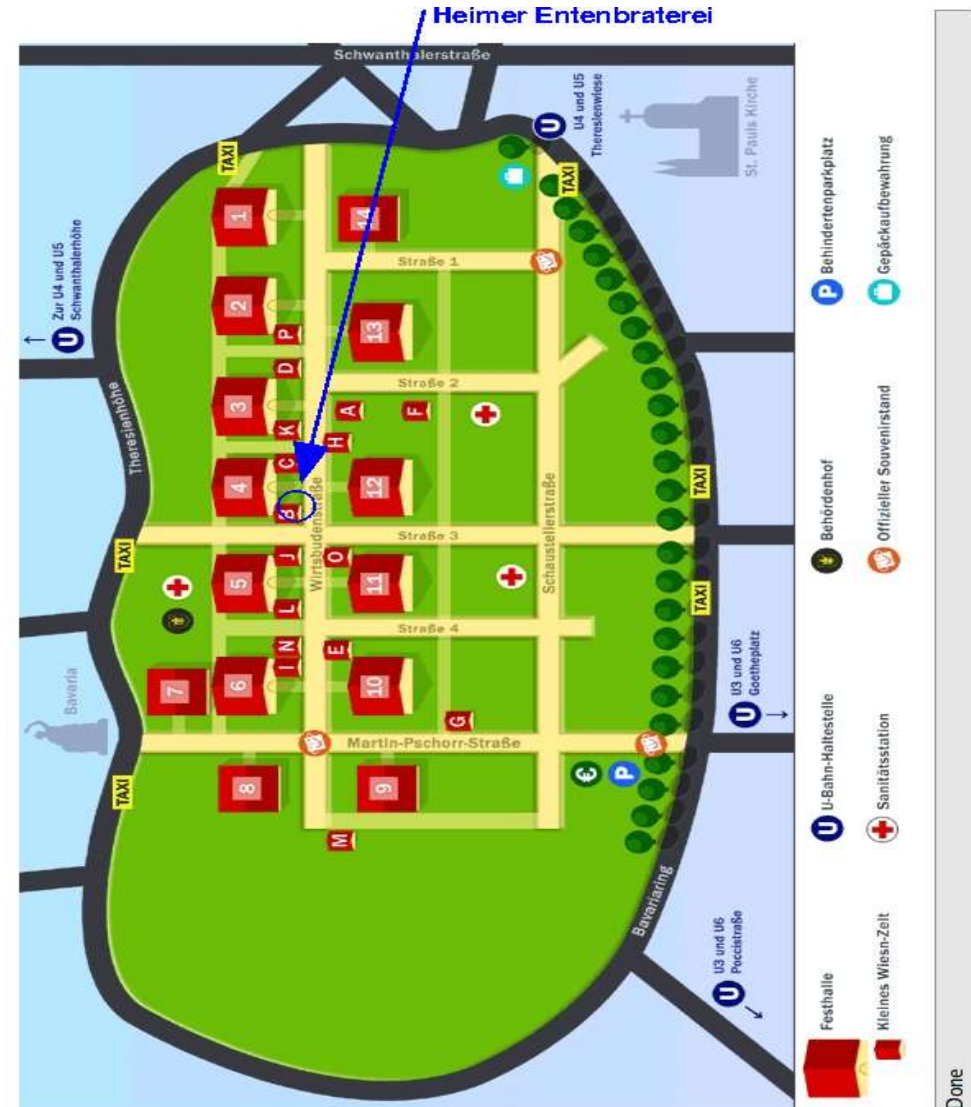 Heimer Entenbraterei
Schwanthalerstraße
U
Zur U4 und U5
Schwanthalerhöhe
U
U4 und U5
Theresienwiese
St. Pauls Kirche
TAXI
TAXI
TAXI
TAXI
TAXI
TAXI
Theresienhöhe
Bavaria
Bavariaring
Wirtsbudenstraße
Schaustellerstraße
Straße 1
Straße 2
Straße 3
Straße 4
Martin-Pschorr-Straße
1
2
3
4
5
6
7
8
9
10
11
12
13
14
P
D
K
C
B
J
L
N
I
A
F
H
O
E
G
M
€
P
U
U3 und U6
Goetheplatz
U
U3 und U6
Poccistraße
Festhalle
Kleines Wiesn-Zelt
U
U-Bahn-Haltestelle
Sanitätsstation
Behördenhof
Offizieller Souvenirstand
P
Behindertenparkplatz
Gepäckaufbewahrung
Done